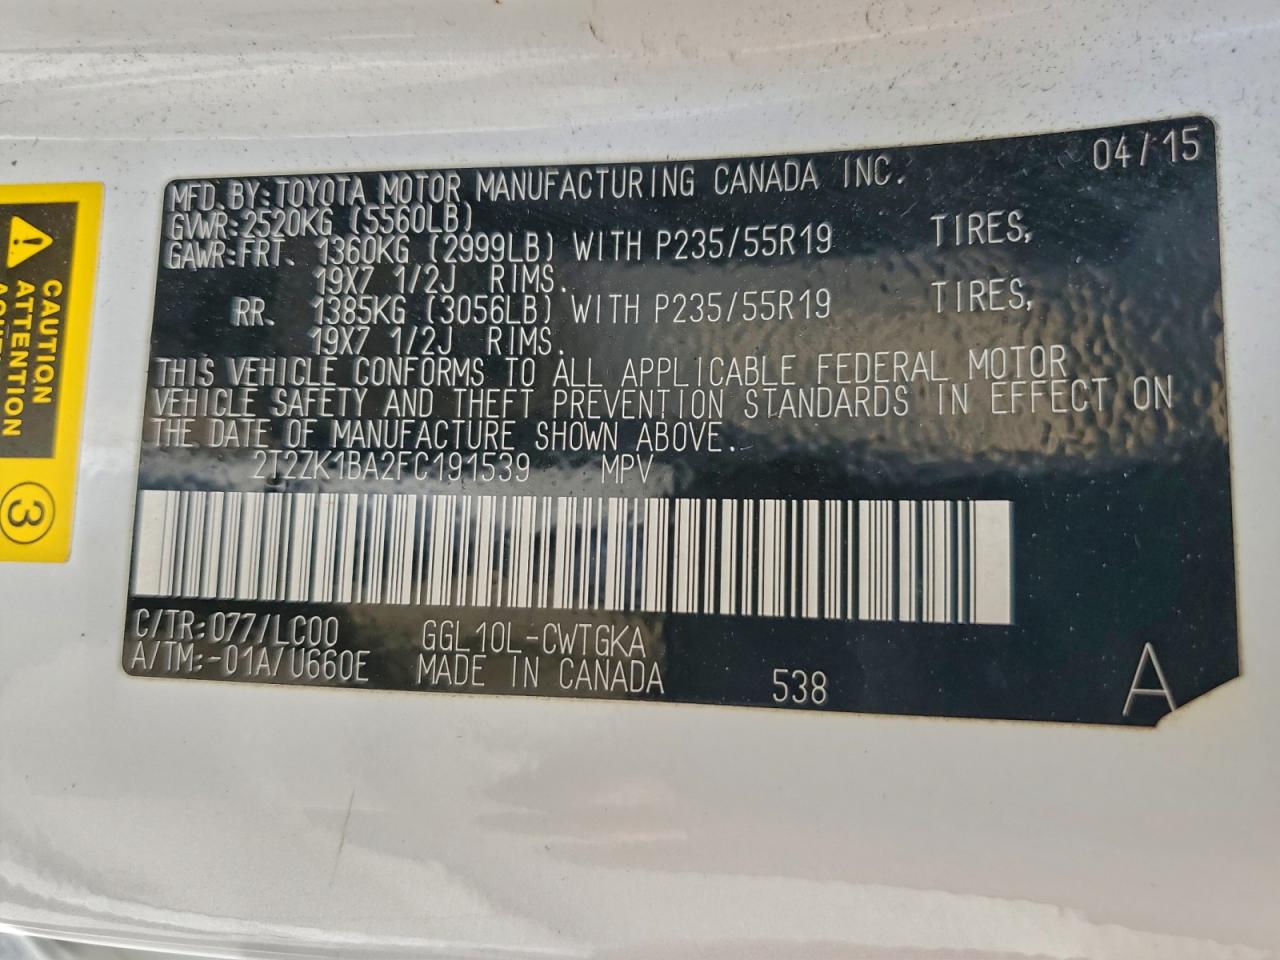 04/15
MFD.BY:TOYOTA MOTOR MANUFACTURING CANADA INC.
GVWR:2520KG (5560LB)
GAWR:FRT. 1360KG (2999LB) WITH P235/55R19 TIRES,
19X7 1/2J RIMS.
RR. 1385KG (3056LB) WITH P235/55R19 TIRES,
19X7 1/2J RIMS.
THIS VEHICLE CONFORMS TO ALL APPLICABLE FEDERAL MOTOR
VEHICLE SAFETY AND THEFT PREVENTION STANDARDS IN EFFECT ON
THE DATE OF MANUFACTURE SHOWN ABOVE.
2T2ZK1BA2FC191539 MPV
C/TR:077/LC00 GGL10L-CWTGKA
A/TM:-01A/U660E MADE IN CANADA 538 A
CAUTION
ATTENTION
3